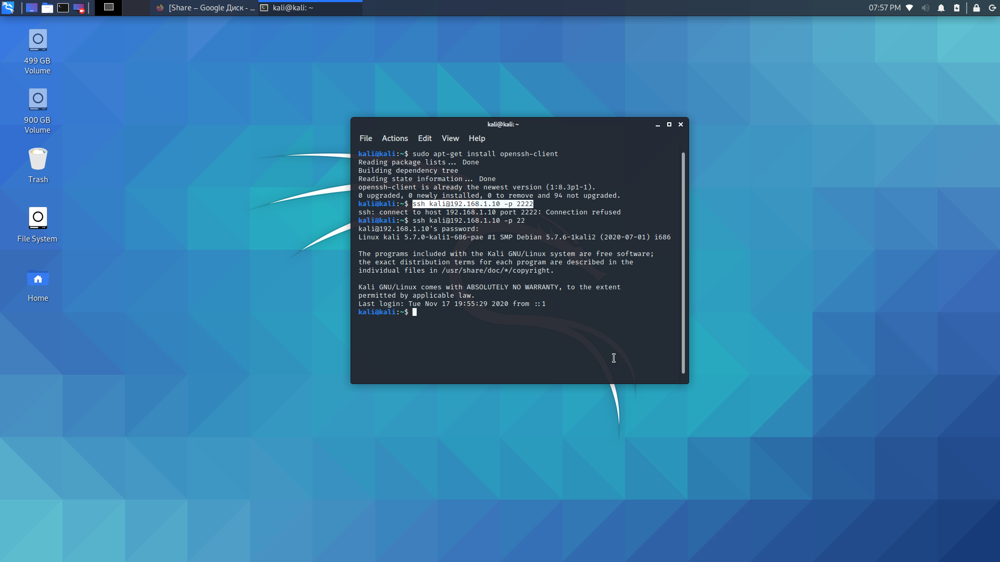 [Share – Google Диск - ...
kali@kali: ~
07:57 PM
499 GB
Volume
900 GB
Volume
Trash
File System
Home
kali@kali: ~
File Actions Edit View Help
kali@kali:~$ sudo apt-get install openssh-client
Reading package lists... Done
Building dependency tree
Reading state information... Done
openssh-client is already the newest version (1:8.3p1-1).
0 upgraded, 0 newly installed, 0 to remove and 94 not upgraded.
kali@kali:~$ ssh kali@192.168.1.10 -p 2222
ssh: connect to host 192.168.1.10 port 2222: Connection refused
kali@kali:~$ ssh kali@192.168.1.10 -p 22
kali@192.168.1.10's password:
Linux kali 5.7.0-kali1-686-pae #1 SMP Debian 5.7.6-1kali2 (2020-07-01) i686
The programs included with the Kali GNU/Linux system are free software;
the exact distribution terms for each program are described in the
individual files in /usr/share/doc/*/copyright.
Kali GNU/Linux comes with ABSOLUTELY NO WARRANTY, to the extent
permitted by applicable law.
Last login: Tue Nov 17 19:55:29 2020 from ::1
kali@kali:~$